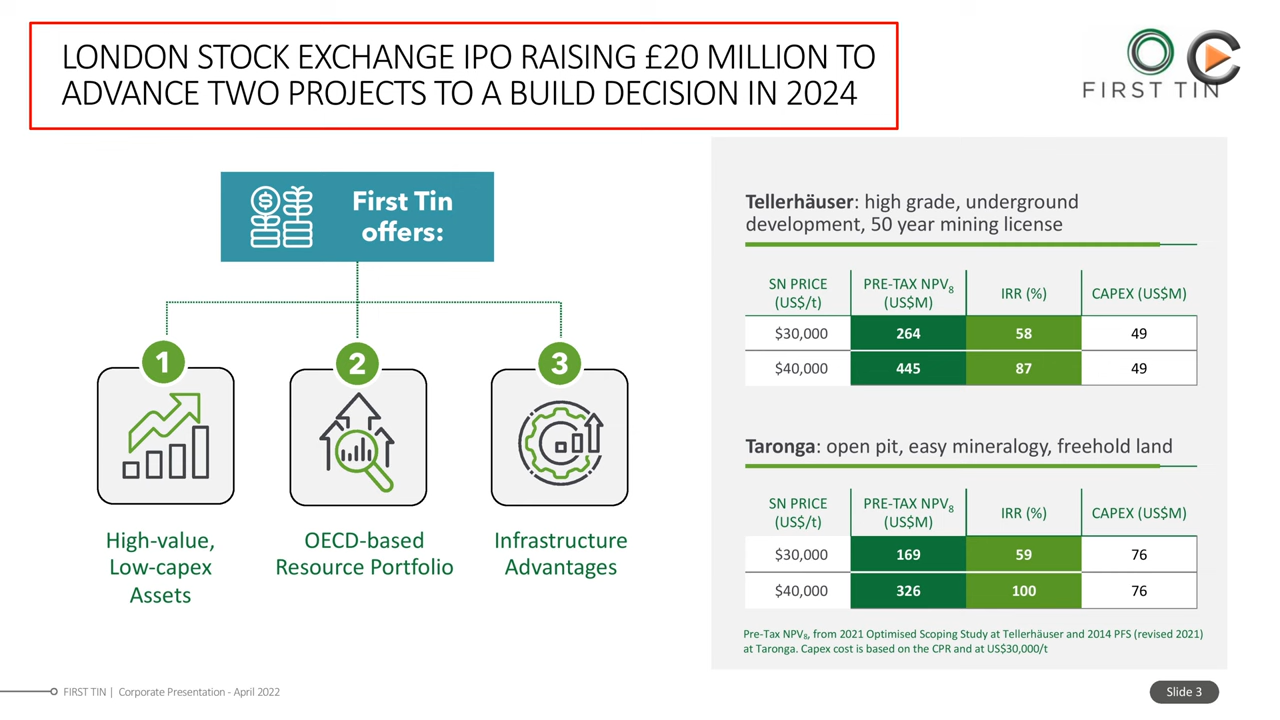 LONDON STOCK EXCHANGE IPO RAISING £20 MILLION TO
ADVANCE TWO PROJECTS TO A BUILD DECISION IN 2024
FIRST TIN
First Tin
offers:
1
2
3
High-value,
Low-capex
Assets
OECD-based
Resource Portfolio
Infrastructure
Advantages
Tellerhäuser: high grade, underground
development, 50 year mining license
SN PRICE (US$/t) PRE-TAX NPV₈ (US$M) IRR (%) CAPEX (US$M)
$30,000 264 58 49
$40,000 445 87 49
Taronga: open pit, easy mineralogy, freehold land
SN PRICE (US$/t) PRE-TAX NPV₈ (US$M) IRR (%) CAPEX (US$M)
$30,000 169 59 76
$40,000 326 100 76
Pre-Tax NPV₈, from 2021 Optimised Scoping Study at Tellerhäuser and 2014 PFS (revised 2021)
at Taronga. Capex cost is based on the CPR and at US$30,000/t
FIRST TIN | Corporate Presentation - April 2022
Slide 3